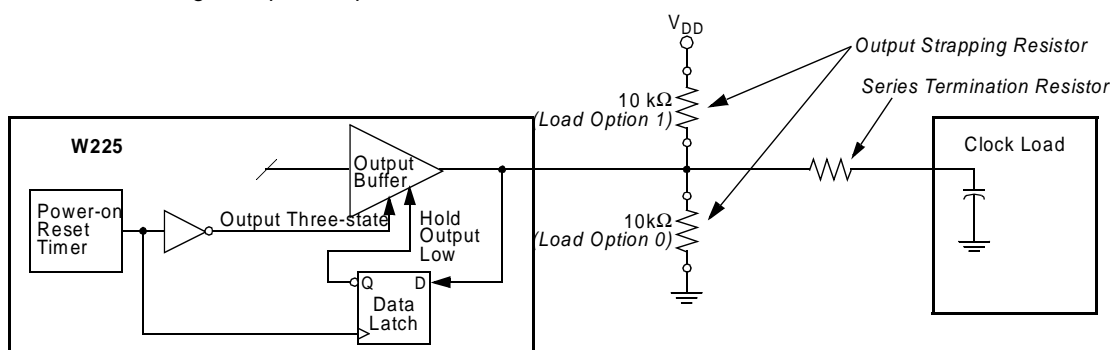 V_DD
Output Strapping Resistor
Series Termination Resistor
10 kΩ
(Load Option 1)
W225
Clock Load
Output
Buffer
Power-on
Reset
Timer
Output Three-state
Hold
Output
Low
10kΩ
(Load Option 0)
Q D
Data
Latch